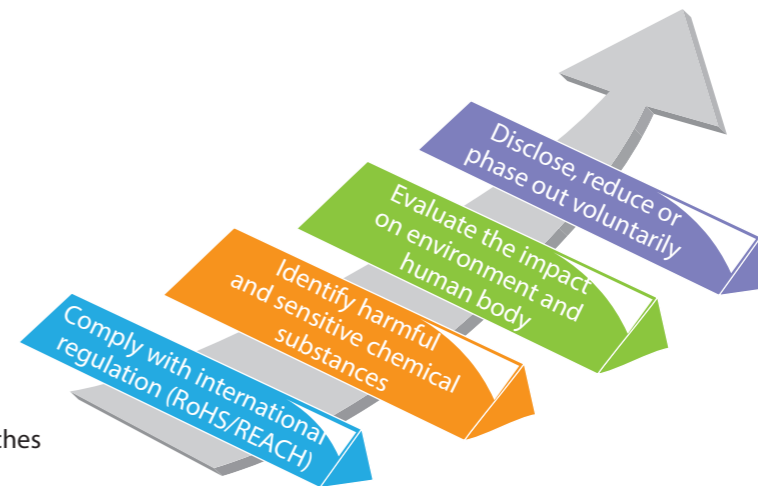 Disclose, reduce or
phase out voluntarily
Evaluate the impact
on environment and
human body
Identify harmful
and sensitive chemical
substances
Comply with international
regulation (RoHS/REACH)